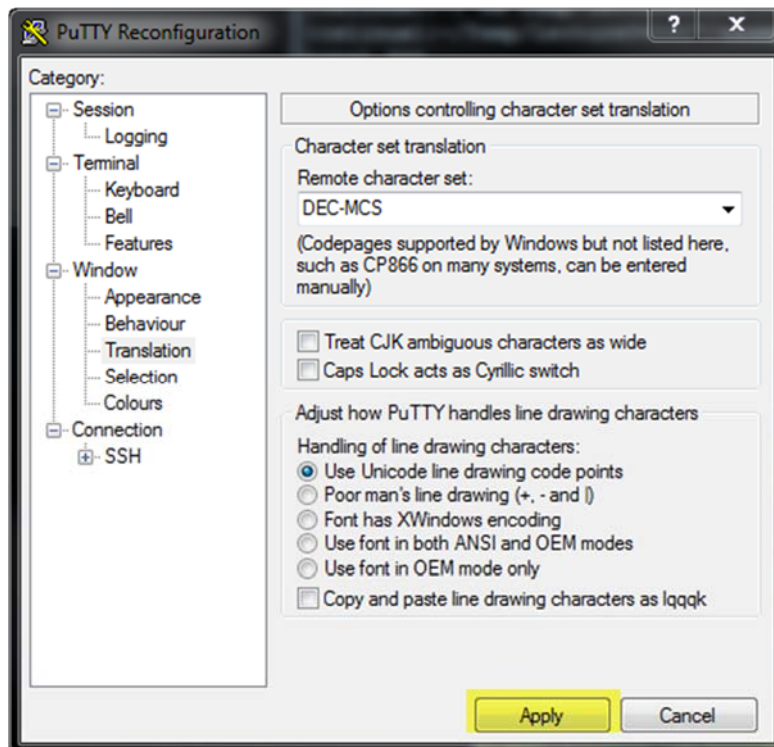 PuTTY Reconfiguration
?
X
Category:
Session
Logging
Terminal
Keyboard
Bell
Features
Window
Appearance
Behaviour
Translation
Selection
Colours
Connection
SSH
Options controlling character set translation
Character set translation
Remote character set:
DEC-MCS
(Codepages supported by Windows but not listed here,
such as CP866 on many systems, can be entered
manually)
Treat CJK ambiguous characters as wide
Caps Lock acts as Cyrillic switch
Adjust how PuTTY handles line drawing characters
Handling of line drawing characters:
Use Unicode line drawing code points
Poor man's line drawing (+, - and |)
Font has XWindows encoding
Use font in both ANSI and OEM modes
Use font in OEM mode only
Copy and paste line drawing characters as lqqqk
Apply
Cancel